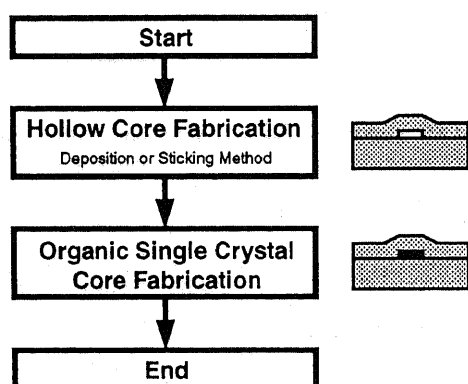 Start
Hollow Core Fabrication
Deposition or Sticking Method
Organic Single Crystal
Core Fabrication
End